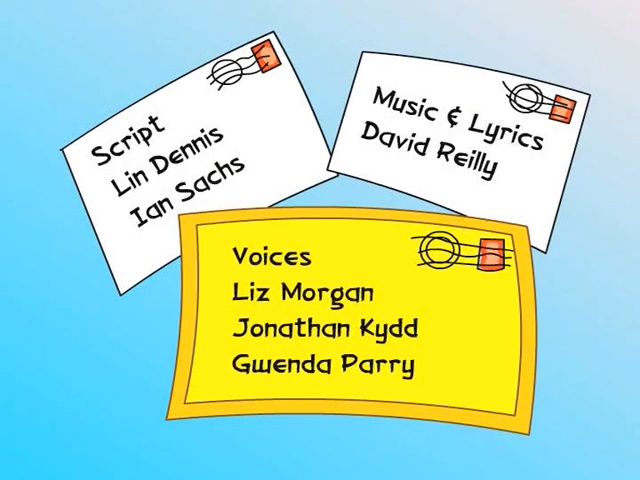 Script
Lin Dennis
Ian Sachs
Music & Lyrics
David Reilly
Voices
Liz Morgan
Jonathan Kydd
Gwenda Parry